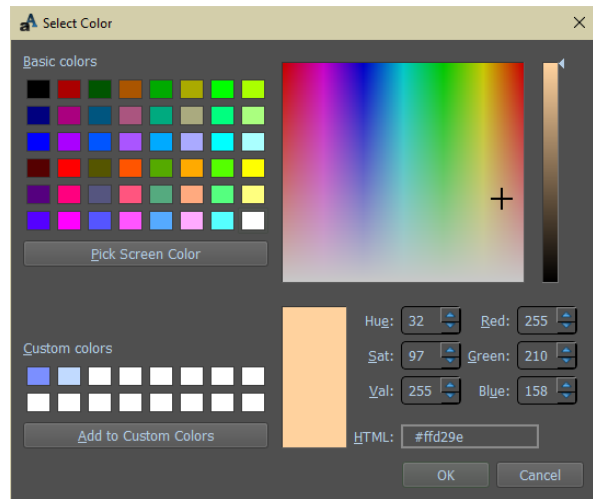 Select Color
Basic colors
Pick Screen Color
Hue: 32 Red: 255
Custom colors
Sat: 97 Green: 210
Val: 255 Blue: 158
Add to Custom Colors
HTML: #ffd29e
OK Cancel